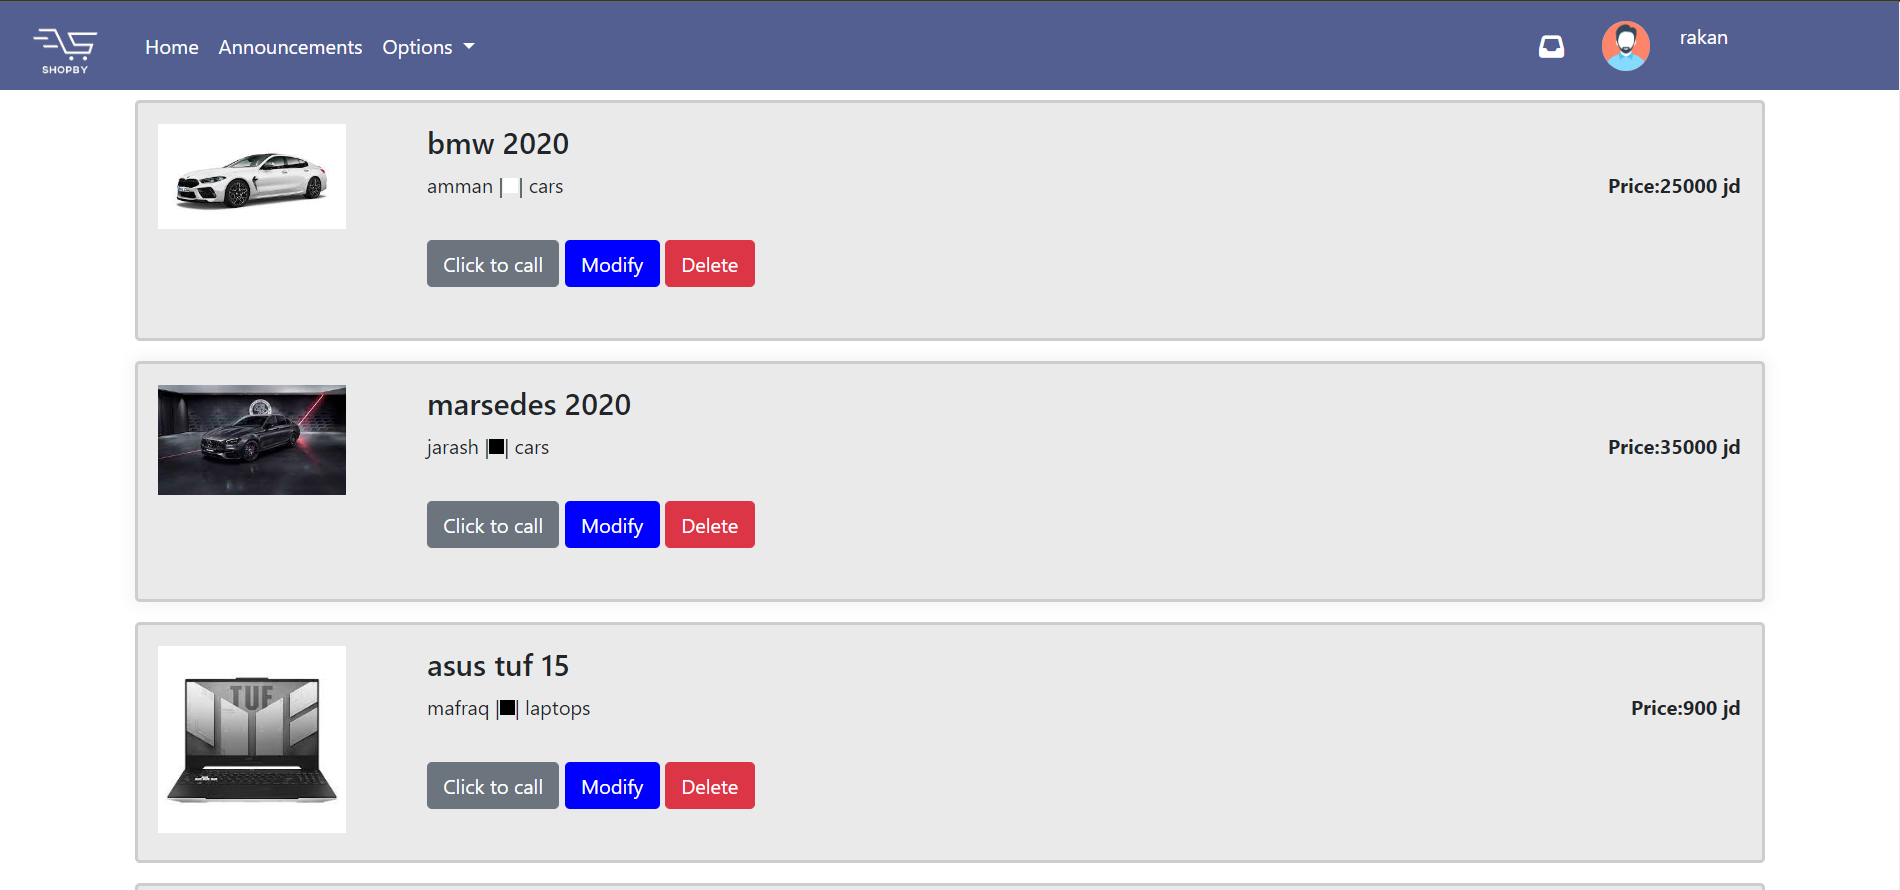 SHOPBY
Home Announcements Options
rakan
bmw 2020
amman | | cars
Price:25000 jd
Click to call Modify Delete
marsedes 2020
jarash | | cars
Price:35000 jd
Click to call Modify Delete
TUF
asus tuf 15
mafraq | | laptops
Price:900 jd
Click to call Modify Delete